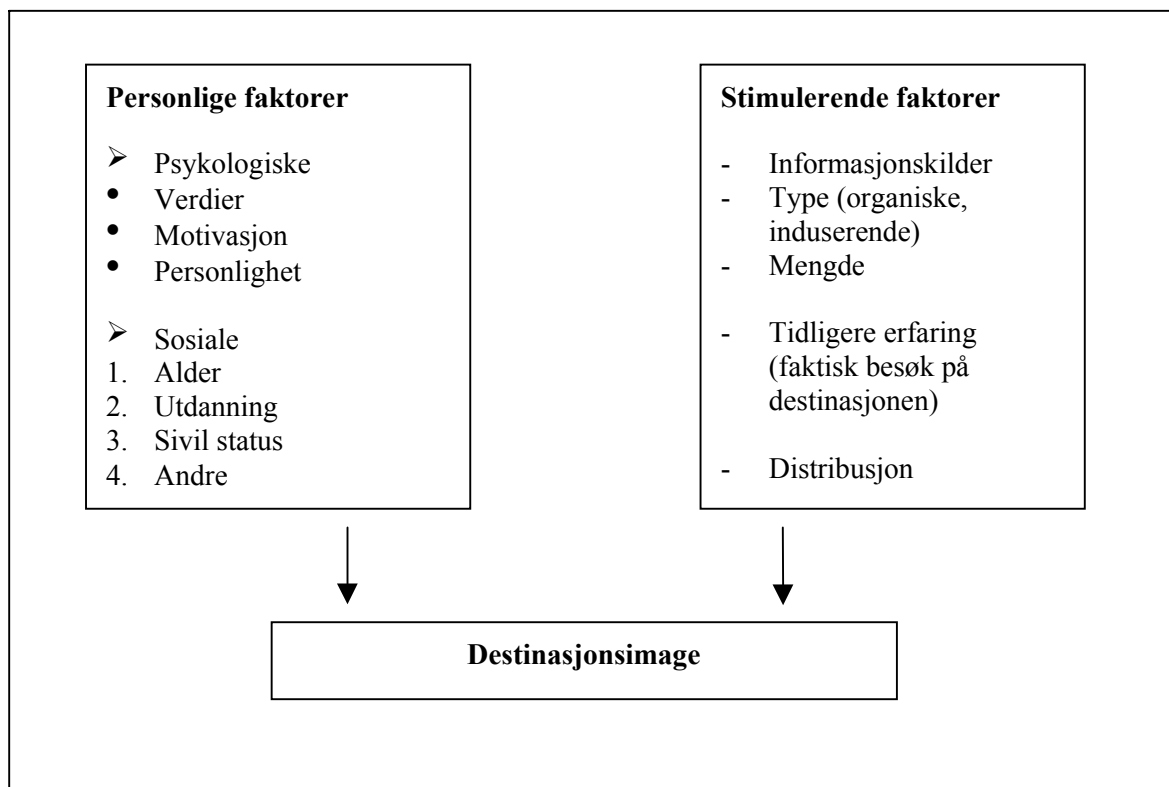 Personlige faktorer
➢ Psykologiske
• Verdier
• Motivasjon
• Personlighet
➢ Sosiale
1. Alder
2. Utdanning
3. Sivil status
4. Andre
Stimulerende faktorer
- Informasjonskilder
- Type (organiske,
induserende)
- Mengde
- Tidligere erfaring
(faktisk besøk på
destinasjonen)
- Distribusjon
Destinasjonsimage